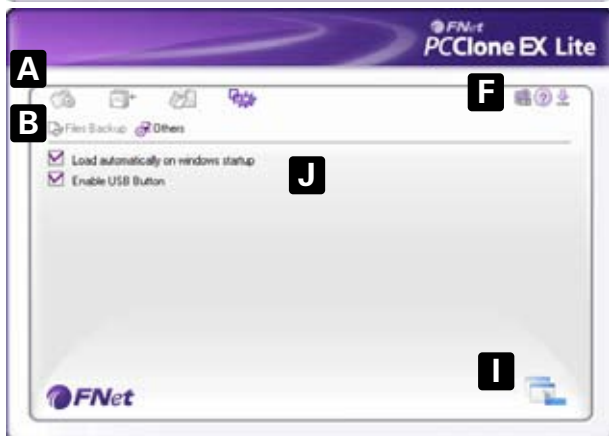 FNet
PCClone EX Lite
A
F
B
Files Backup Others
Load automatically on windows startup
J
Enable USB Button
I
FNet